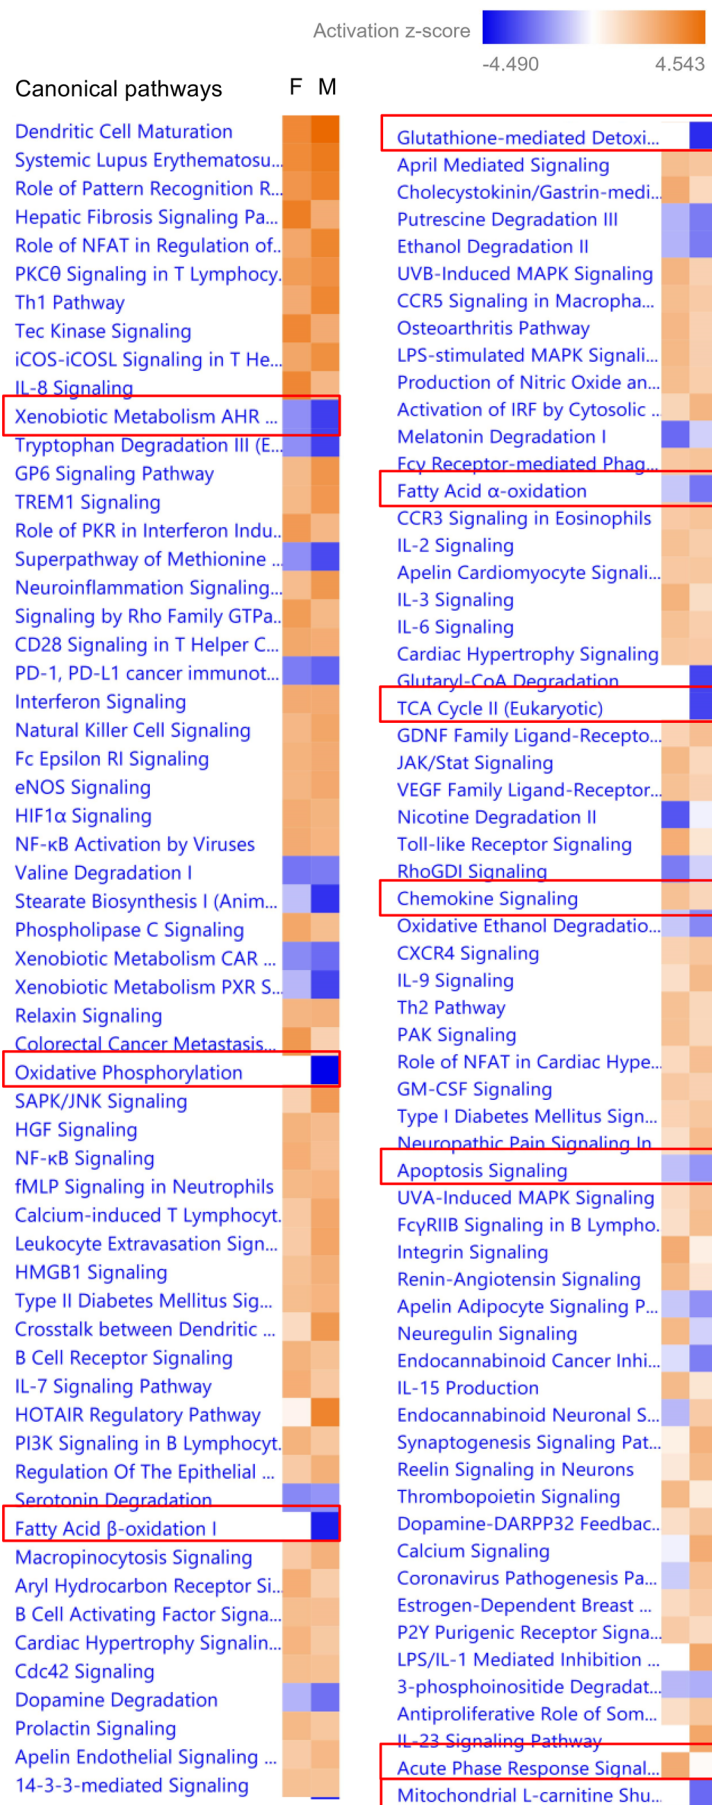 Activation z-score
-4.490 4.543
Canonical pathways F M
Dendritic Cell Maturation
Systemic Lupus Erythematosu...
Role of Pattern Recognition R...
Hepatic Fibrosis Signaling Pa...
Role of NFAT in Regulation of..
PKCθ Signaling in T Lymphocy.
Th1 Pathway
Tec Kinase Signaling
iCOS-iCOSL Signaling in T He...
IL-8 Signaling
Xenobiotic Metabolism AHR ...
Tryptophan Degradation III (E...
GP6 Signaling Pathway
TREM1 Signaling
Role of PKR in Interferon Indu..
Superpathway of Methionine ...
Neuroinflammation Signaling...
Signaling by Rho Family GTPa..
CD28 Signaling in T Helper C...
PD-1, PD-L1 cancer immunot...
Interferon Signaling
Natural Killer Cell Signaling
Fc Epsilon RI Signaling
eNOS Signaling
HIF1α Signaling
NF-κB Activation by Viruses
Valine Degradation I
Stearate Biosynthesis I (Anim...
Phospholipase C Signaling
Xenobiotic Metabolism CAR ...
Xenobiotic Metabolism PXR S...
Relaxin Signaling
Colorectal Cancer Metastasis...
Oxidative Phosphorylation
SAPK/JNK Signaling
HGF Signaling
NF-κB Signaling
fMLP Signaling in Neutrophils
Calcium-induced T Lymphocyt.
Leukocyte Extravasation Sign...
HMGB1 Signaling
Type II Diabetes Mellitus Sig...
Crosstalk between Dendritic ...
B Cell Receptor Signaling
IL-7 Signaling Pathway
HOTAIR Regulatory Pathway
PI3K Signaling in B Lymphocyt.
Regulation Of The Epithelial ...
Serotonin Degradation
Fatty Acid β-oxidation I
Macropinocytosis Signaling
Aryl Hydrocarbon Receptor Si...
B Cell Activating Factor Signa...
Cardiac Hypertrophy Signalin...
Cdc42 Signaling
Dopamine Degradation
Prolactin Signaling
Apelin Endothelial Signaling ...
14-3-3-mediated Signaling
Glutathione-mediated Detoxi...
April Mediated Signaling
Cholecystokinin/Gastrin-medi...
Putrescine Degradation III
Ethanol Degradation II
UVB-Induced MAPK Signaling
CCR5 Signaling in Macropha...
Osteoarthritis Pathway
LPS-stimulated MAPK Signali...
Production of Nitric Oxide an...
Activation of IRF by Cytosolic ..
Melatonin Degradation I
Fcγ Receptor-mediated Phag...
Fatty Acid α-oxidation
CCR3 Signaling in Eosinophils
IL-2 Signaling
Apelin Cardiomyocyte Signali...
IL-3 Signaling
IL-6 Signaling
Cardiac Hypertrophy Signaling
Glutaryl-CoA Degradation
TCA Cycle II (Eukaryotic)
GDNF Family Ligand-Recepto...
JAK/Stat Signaling
VEGF Family Ligand-Receptor...
Nicotine Degradation II
Toll-like Receptor Signaling
RhoGDI Signaling
Chemokine Signaling
Oxidative Ethanol Degradatio...
CXCR4 Signaling
IL-9 Signaling
Th2 Pathway
PAK Signaling
Role of NFAT in Cardiac Hype...
GM-CSF Signaling
Type I Diabetes Mellitus Sign...
Neuropathic Pain Signaling In
Apoptosis Signaling
UVA-Induced MAPK Signaling
FcγRIIB Signaling in B Lympho.
Integrin Signaling
Renin-Angiotensin Signaling
Apelin Adipocyte Signaling P...
Neuregulin Signaling
Endocannabinoid Cancer Inhi...
IL-15 Production
Endocannabinoid Neuronal S...
Synaptogenesis Signaling Pat...
Reelin Signaling in Neurons
Thrombopoietin Signaling
Dopamine-DARPP32 Feedbac..
Calcium Signaling
Coronavirus Pathogenesis Pa...
Estrogen-Dependent Breast ...
P2Y Purigenic Receptor Signa...
LPS/IL-1 Mediated Inhibition ...
3-phosphoinositide Degradat...
Antiproliferative Role of Som...
IL-23 Signaling Pathway
Acute Phase Response Signal...
Mitochondrial L-carnitine Shu..